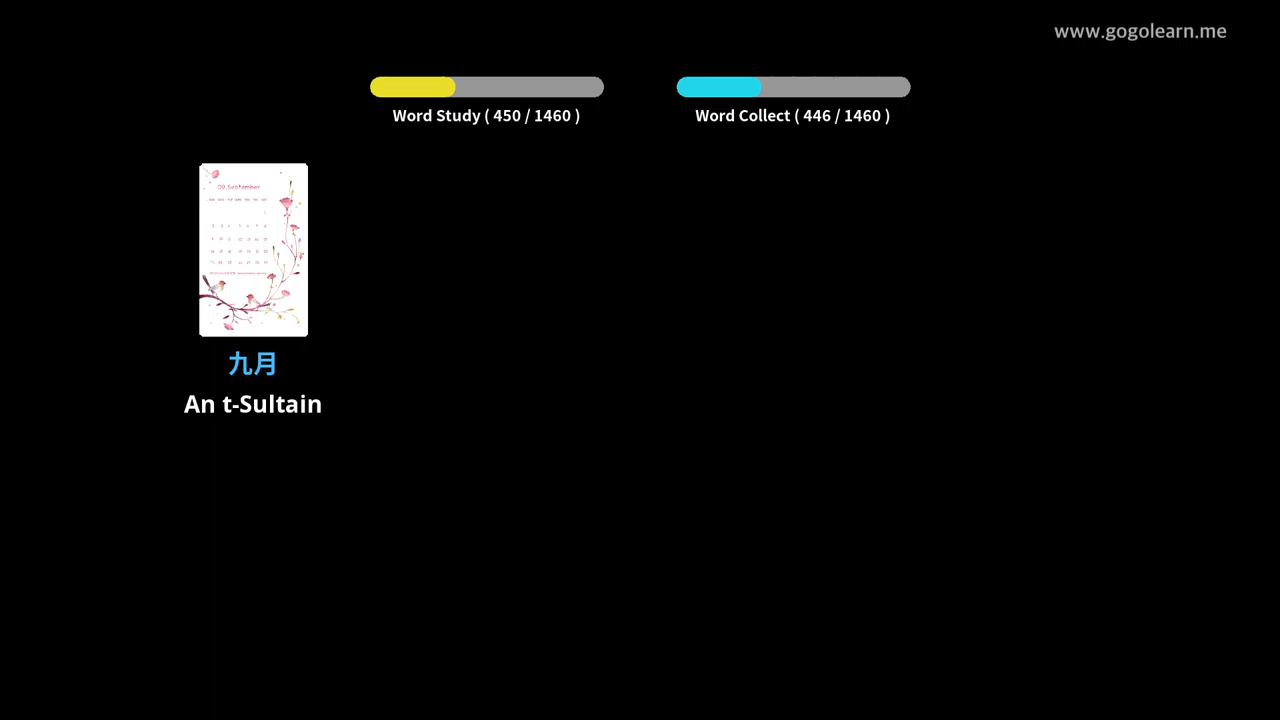 www.gogolearn.me
Word Study ( 450 / 1460 )
Word Collect ( 446 / 1460 )
09.September
九月
An t-Sultain